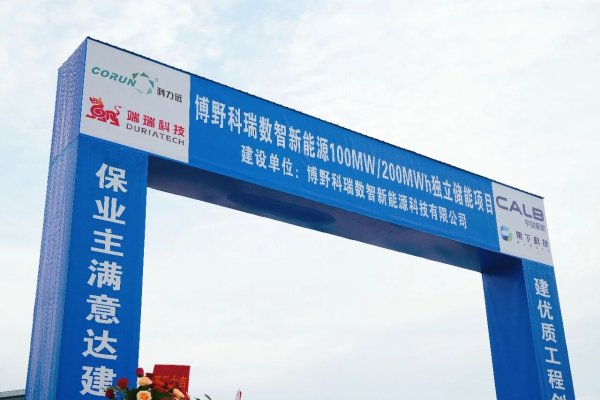 CORUN 科力远
端瑞科技
DURIATECH
博野科瑞数智新能源100MW/200MWh独立储能项目
建设单位：博野科瑞数智新能源科技有限公司
CALB
中创新航
保业主满意达建
建优质工程创